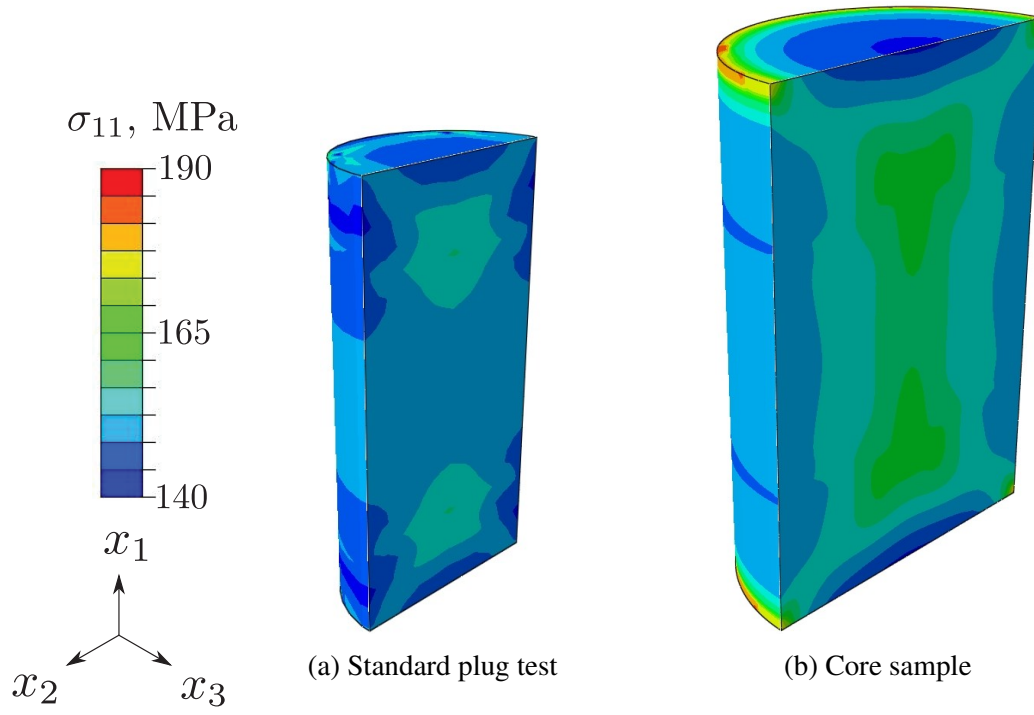 σ₁₁, MPa
190
165
140
x₁
x₂
x₃
(a) Standard plug test
(b) Core sample